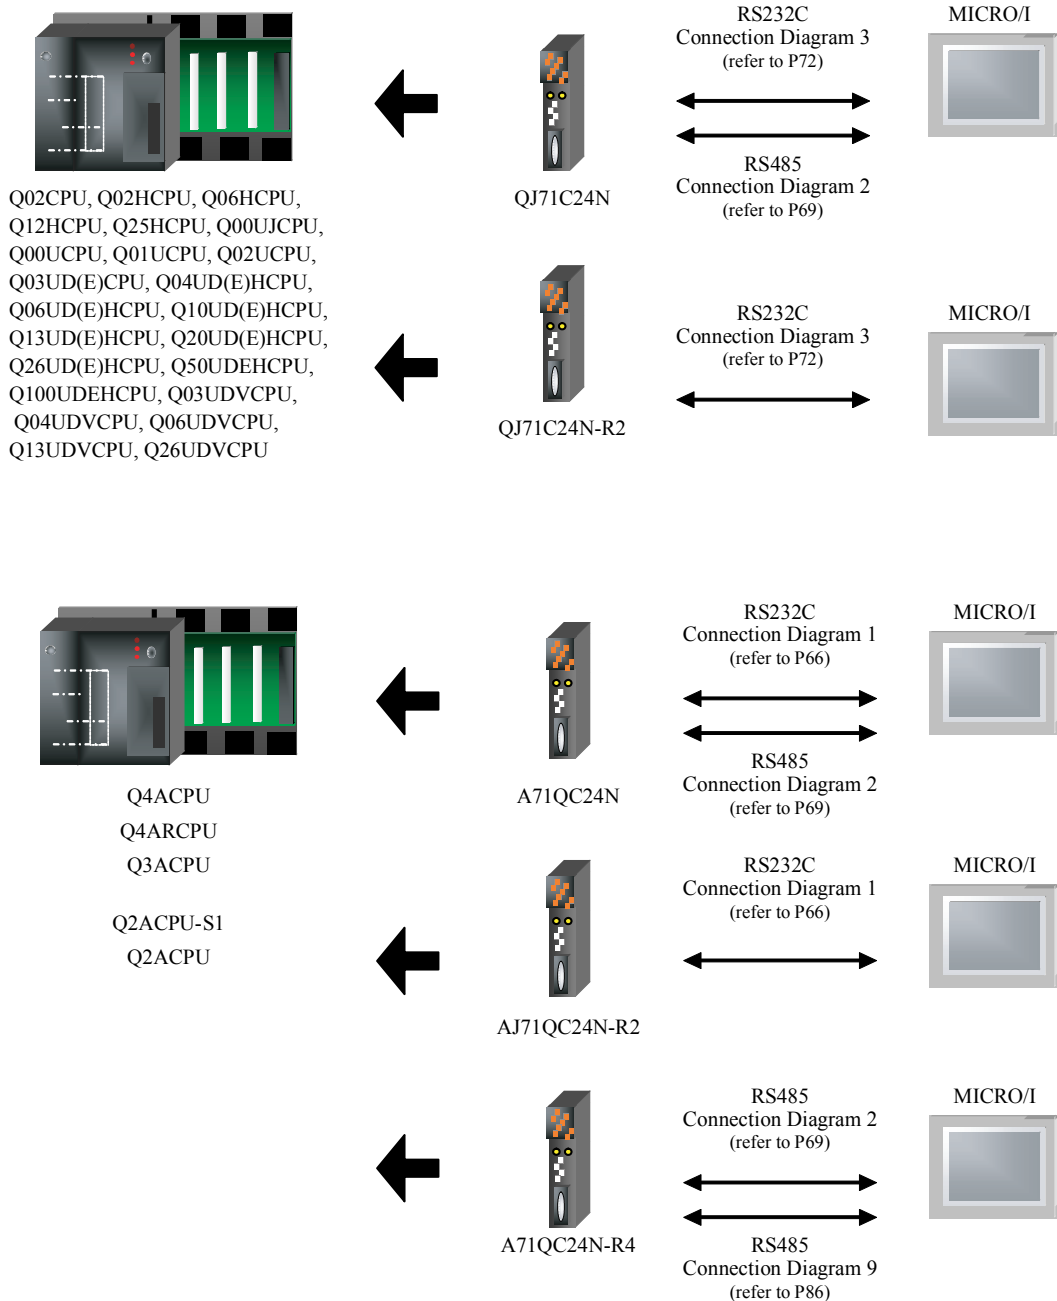 RS232C
Connection Diagram 3
(refer to P72)
MICRO/I
RS485
Connection Diagram 2
(refer to P69)
QJ71C24N
Q02CPU, Q02HCPU, Q06HCPU,
Q12HCPU, Q25HCPU, Q00UJCPU,
Q00UCPU, Q01UCPU, Q02UCPU,
Q03UD(E)CPU, Q04UD(E)HCPU,
Q06UD(E)HCPU, Q10UD(E)HCPU,
Q13UD(E)HCPU, Q20UD(E)HCPU,
Q26UD(E)HCPU, Q50UDEHCPU,
Q100UDEHCPU, Q03UDVCPU,
Q04UDVCPU, Q06UDVCPU,
Q13UDVCPU, Q26UDVCPU
RS232C
Connection Diagram 3
(refer to P72)
MICRO/I
QJ71C24N-R2
RS232C
Connection Diagram 1
(refer to P66)
MICRO/I
RS485
Connection Diagram 2
(refer to P69)
A71QC24N
Q4ACPU
Q4ARCPU
Q3ACPU
Q2ACPU-S1
Q2ACPU
RS232C
Connection Diagram 1
(refer to P66)
MICRO/I
AJ71QC24N-R2
RS485
Connection Diagram 2
(refer to P69)
MICRO/I
A71QC24N-R4
RS485
Connection Diagram 9
(refer to P86)